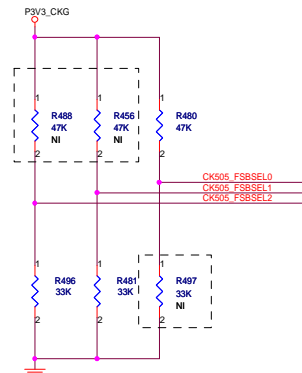 P3V3_CKG
1 1 1
R488 R456 R480
47K 47K 47K
NI NI
2 2 2
CK505_FSBSEL0
CK505_FSBSEL1
CK505_FSBSEL2
1 1 1
R496 R481 R497
33K 33K 33K
NI
2 2 2